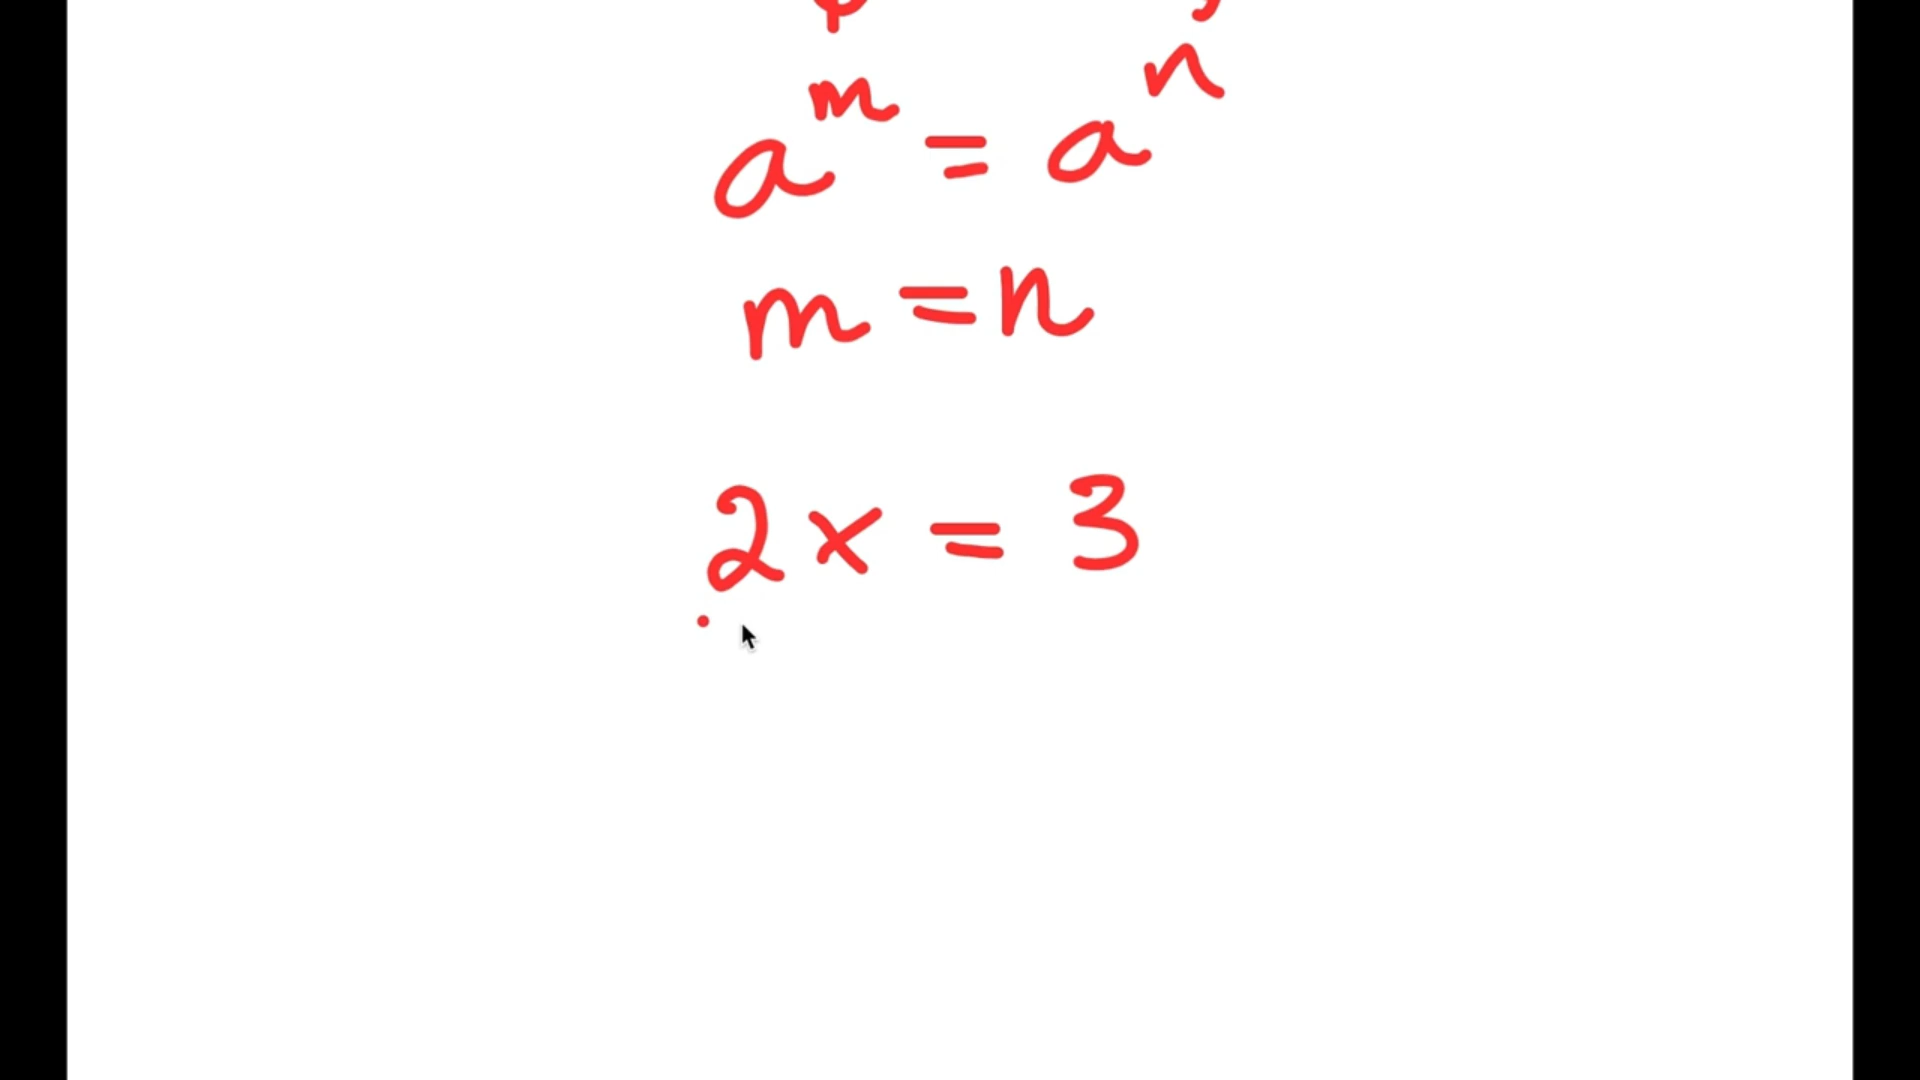 a^m = a^n
m = n
2x = 3